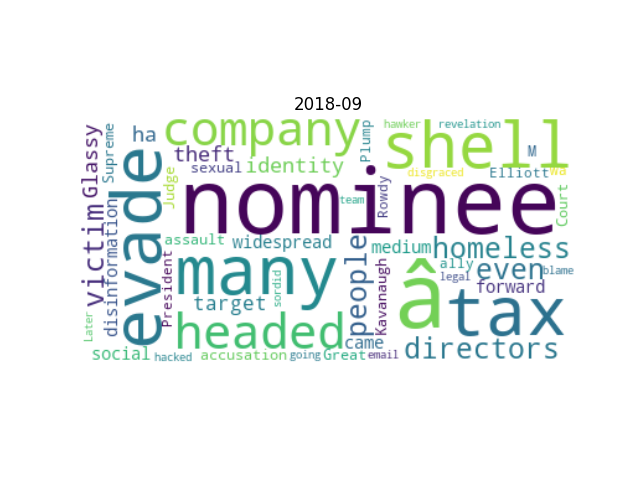 2018-09
company
shell
hawker
revelation
Plump
Supreme
Glassy
ha
theft
M
sexual
identity
disgraced
Elliott
wa
Judge
evade
nominee
team
Rowdy
Court
victim
disinformation
assault
widespread
people
medium
homeless
President
many
sordid
Kavanaugh
â
ally
even
blame
legal
forward
target
tax
Later
headed
came
directors
social
hacked
accusation
going
Great
email